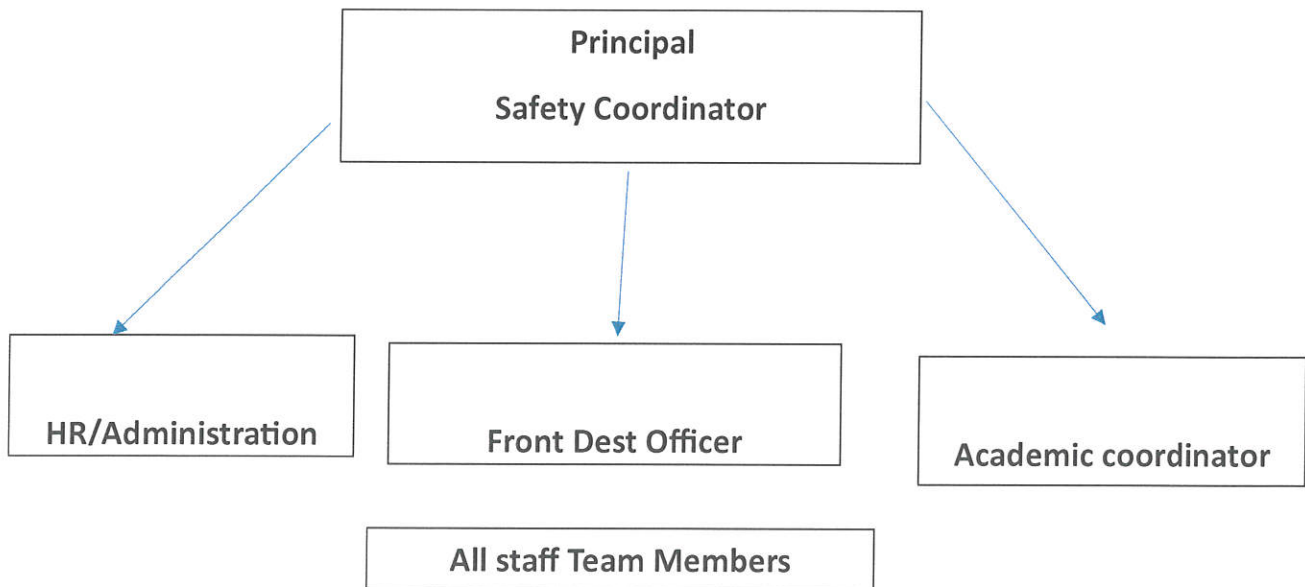 Principal
Safety Coordinator
HR/Administration
Front Dest Officer
Academic coordinator
All staff Team Members